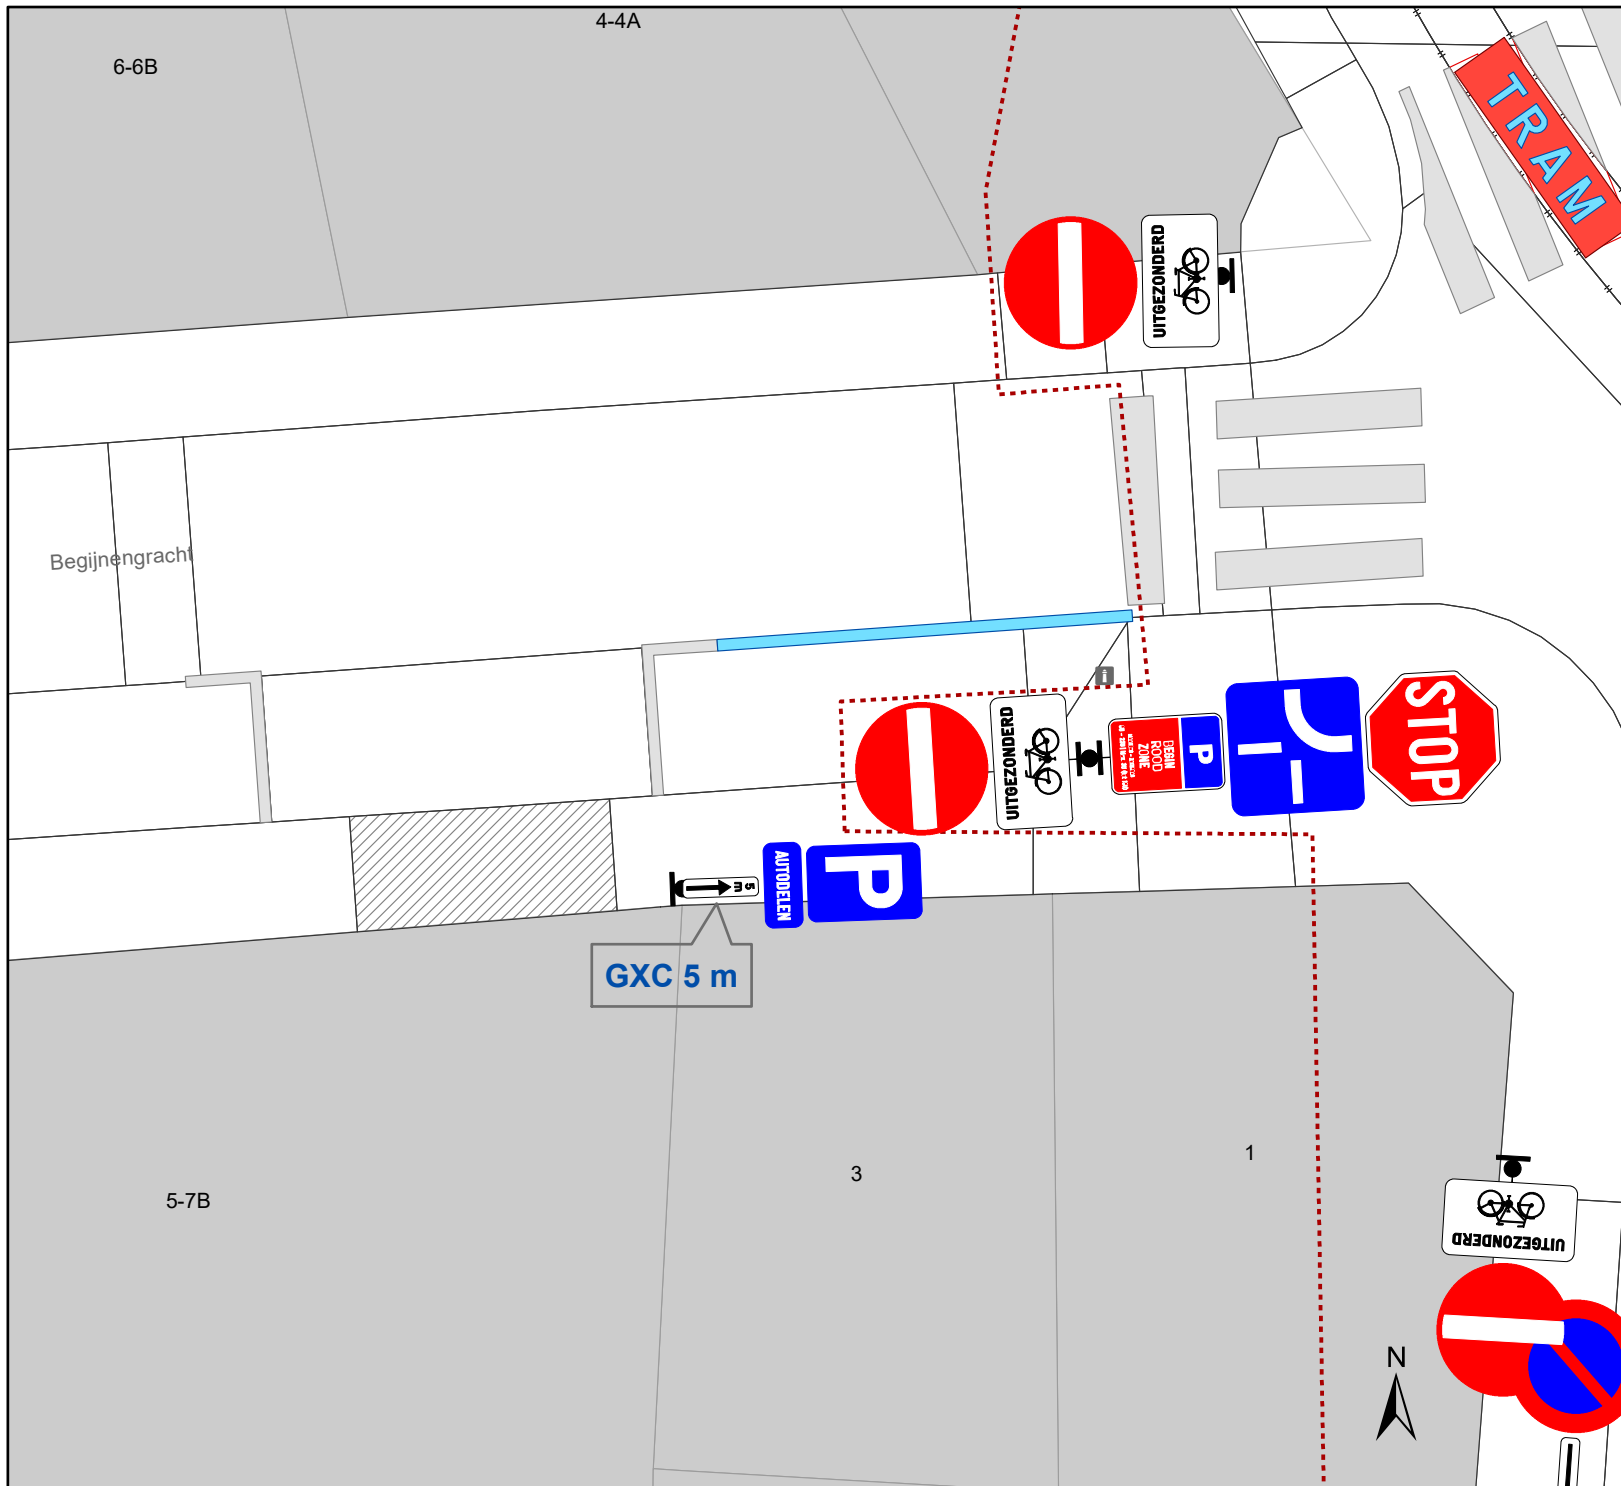 4-4A
6-6B
TRAM
UITGEZONDERD
Begijnengracht
i
UITGEZONDERD
BEGIN
ROOD
ZONE
P
STOP
5 m
AUTODELEN
P
GXC 5 m
3
1
5-7B
UITGEZONDERD
N